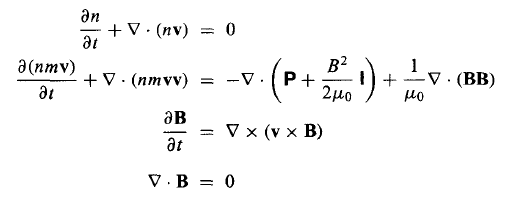 ∂n/∂t + ∇ · (nv) = 0
∂(nmv)/∂t + ∇ · (nmvv) = −∇ · (P + B²/2μ₀ I) + 1/μ₀ ∇ · (BB)
∂B/∂t = ∇ × (v × B)
∇ · B = 0